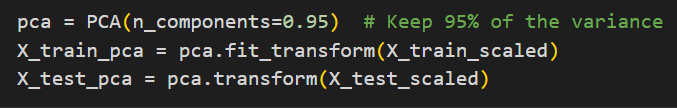 pca = PCA(n_components=0.95)  # Keep 95% of the variance
X_train_pca = pca.fit_transform(X_train_scaled)
X_test_pca = pca.transform(X_test_scaled)